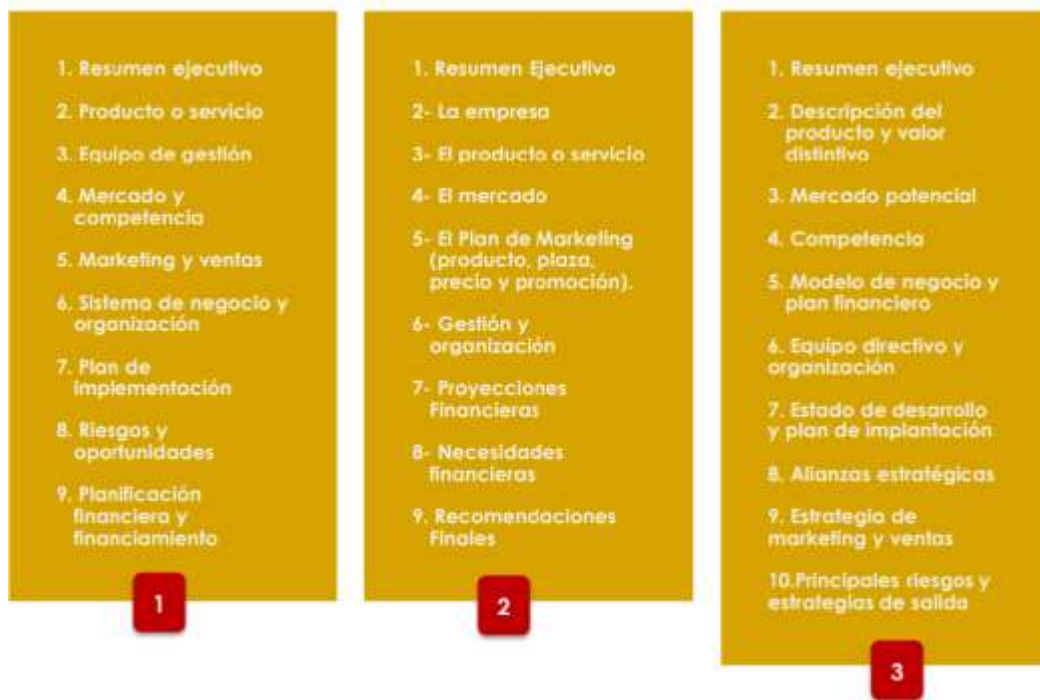 1. Resumen ejecutivo
2. Producto o servicio
3. Equipo de gestión
4. Mercado y
competencia
5. Marketing y ventas
6. Sistema de negocio y
organización
7. Plan de
implementación
8. Riesgos y
oportunidades
9. Planificación
financiera y
financiamiento
1
1. Resumen Ejecutivo
2- La empresa
3- El producto o servicio
4- El mercado
5- El Plan de Marketing
(producto, plaza,
precio y promoción).
6- Gestión y
organización
7- Proyecciones
Financieras
8- Necesidades
financieras
9. Recomendaciones
Finales
2
1. Resumen ejecutivo
2. Descripción del
producto y valor
distintivo
3. Mercado potencial
4. Competencia
5. Modelo de negocio y
plan financiero
6. Equipo directivo y
organización
7. Estado de desarrollo
y plan de implantación
8. Alianzas estratégicas
9. Estrategia de
marketing y ventas
10.Principales riesgos y
estrategias de salida
3